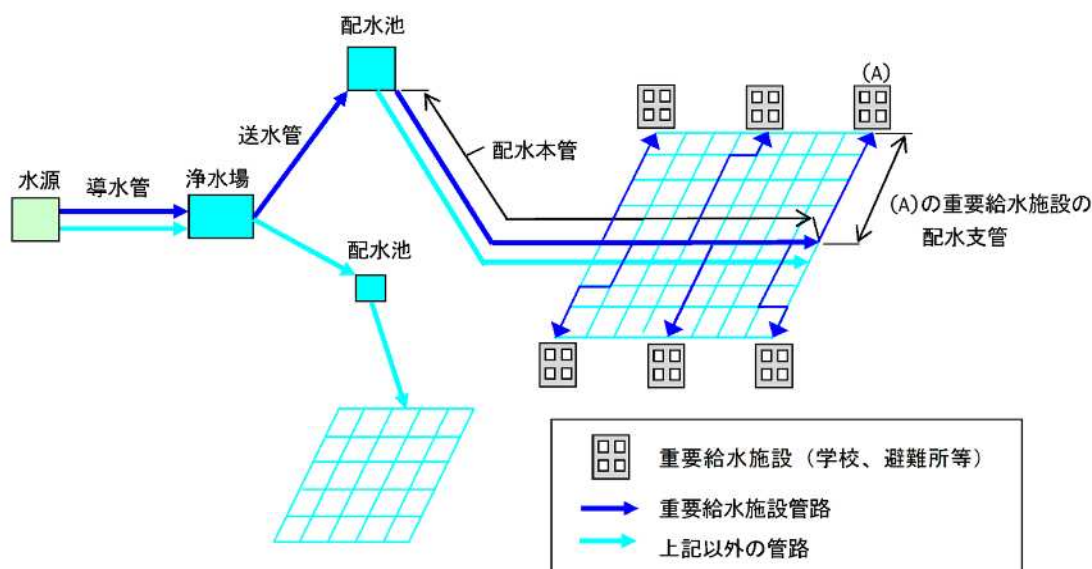 配水池
(A)
送水管
配水本管
水源
導水管
浄水場
(A)の重要給水施設の
配水支管
配水池
重要給水施設（学校、避難所等）
重要給水施設管路
上記以外の管路